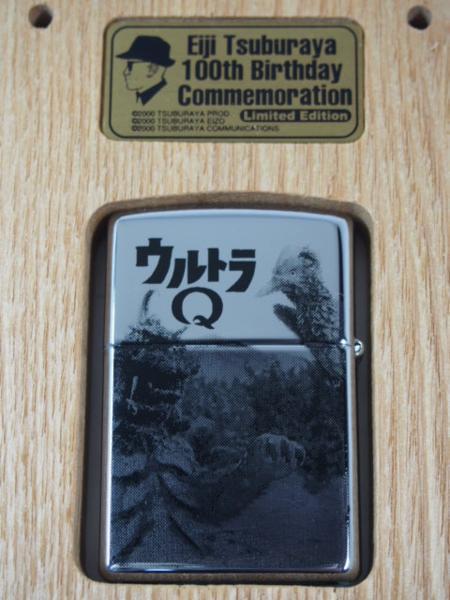 Eiji Tsuburaya
100th Birthday
Commemoration
©2000 TSUBURAYA PROD.
©2000 TSUBURAYA EIZO
©2000 TSUBURAYA COMMUNICATIONS
Limited Edition
ウルトラ
Q